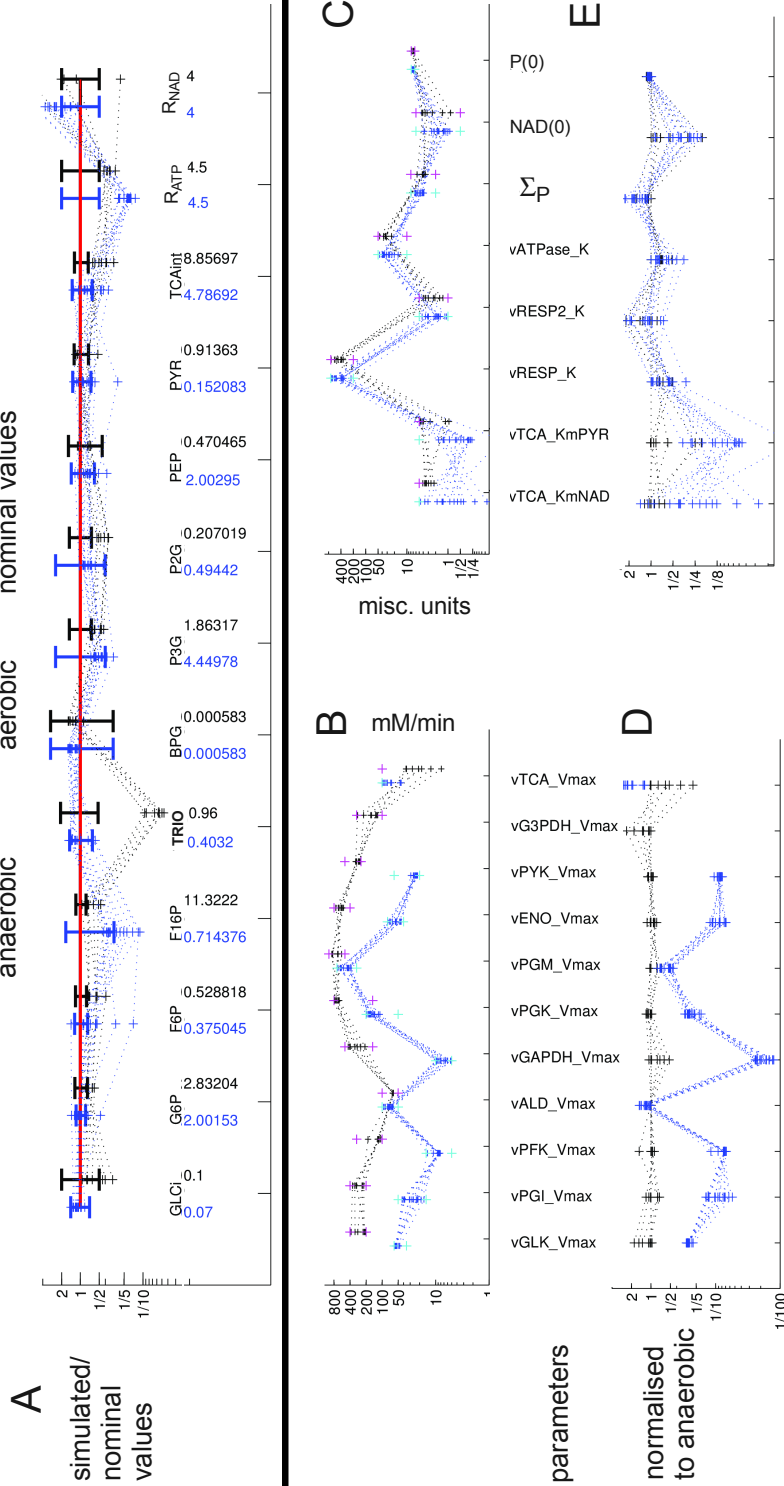 A
simulated/
nominal
values
anaerobic
aerobic
nominal values
2
1
1/2
1/5
1/10
GLCi
0.1
0.07
G6P
2.83204
2.00153
F6P
0.528818
0.375045
F16P
11.3222
0.714376
TRIO
0.96
0.4032
BPG
0.000583
0.000583
P3G
1.86317
4.44978
P2G
0.207019
0.49442
PEP
0.470465
2.00295
PYR
0.91363
0.152083
TCAint
8.85697
4.78692
R_ATP
4.5
4.5
R_NAD
4
4
B
mM/min
800
400
200
100
50
10
1
C
misc. units
400
200
100
50
10
1
1/2
1/4
parameters
vGLK_Vmax
vPGI_Vmax
vPFK_Vmax
vALD_Vmax
vGAPDH_Vmax
vPGK_Vmax
vPGM_Vmax
vENO_Vmax
vPYK_Vmax
vG3PDH_Vmax
vTCA_Vmax
vTCA_KmNAD
vTCA_KmPYR
vRESP_K
vRESP2_K
vATPase_K
Σ_P
NAD(0)
P(0)
D
normalised
to anaerobic
2
1
1/2
1/5
1/10
1/100
E
2
1
1/2
1/4
1/8